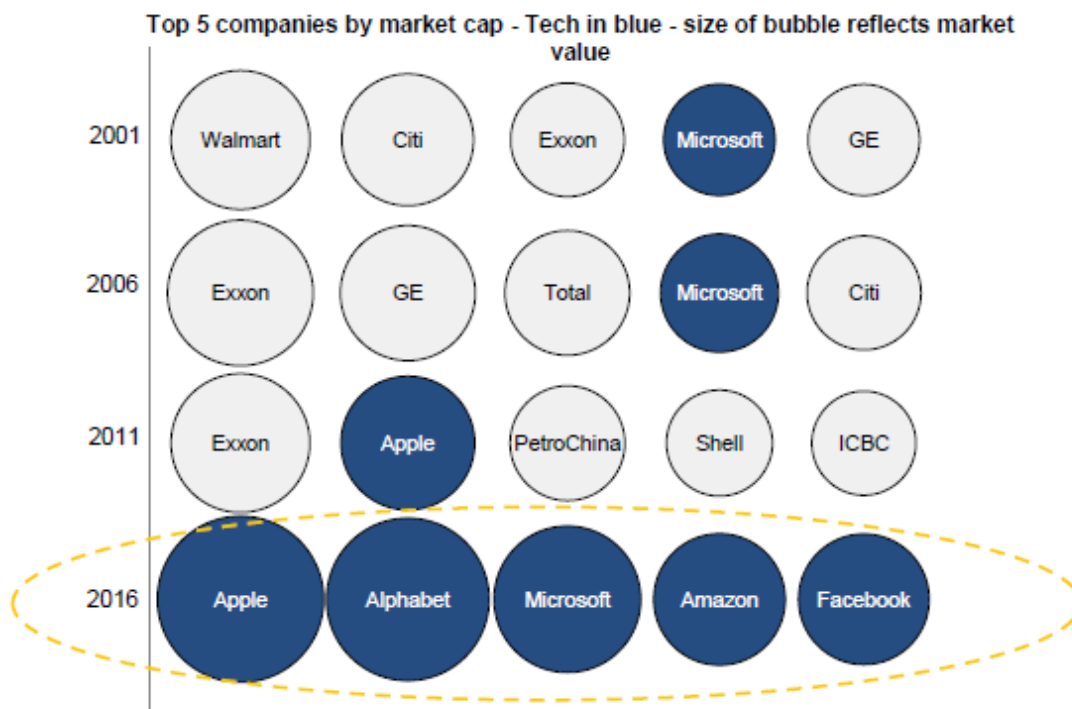 Top 5 companies by market cap - Tech in blue - size of bubble reflects market
value
2001 Walmart Citi Exxon Microsoft GE
2006 Exxon GE Total Microsoft Citi
2011 Exxon Apple PetroChina Shell ICBC
2016 Apple Alphabet Microsoft Amazon Facebook